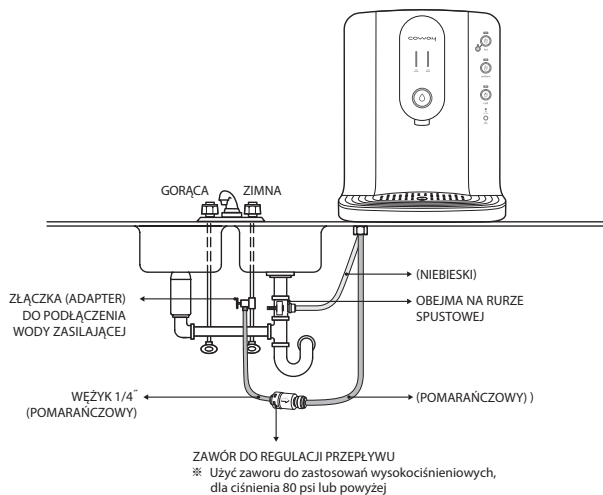 coway
GORĄCA
ZIMNA
(NIEBIESKI)
ZŁĄCZKA (ADAPTER)
DO PODŁĄCZENIA
WODY ZASILAJĄCEJ
OBEJMA NA RURZE
SPUSTOWEJ
WĘŻYK 1/4˝
(POMARAŃCZOWY)
(POMARAŃCZOWY) )
ZAWÓR DO REGULACJI PRZEPŁYWU
※ Użyć zaworu do zastosowań wysokociśnieniowych,
dla ciśnienia 80 psi lub powyżej